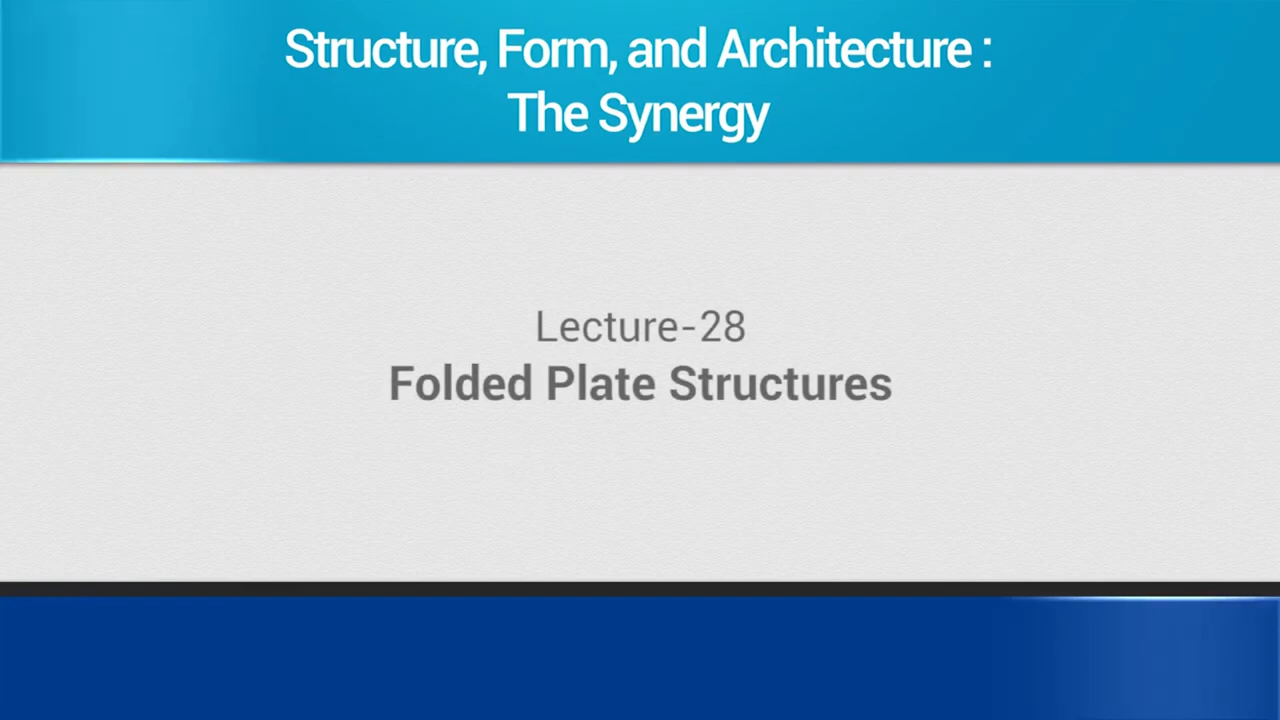 Structure, Form, and Architecture :
The Synergy
Lecture-28
Folded Plate Structures